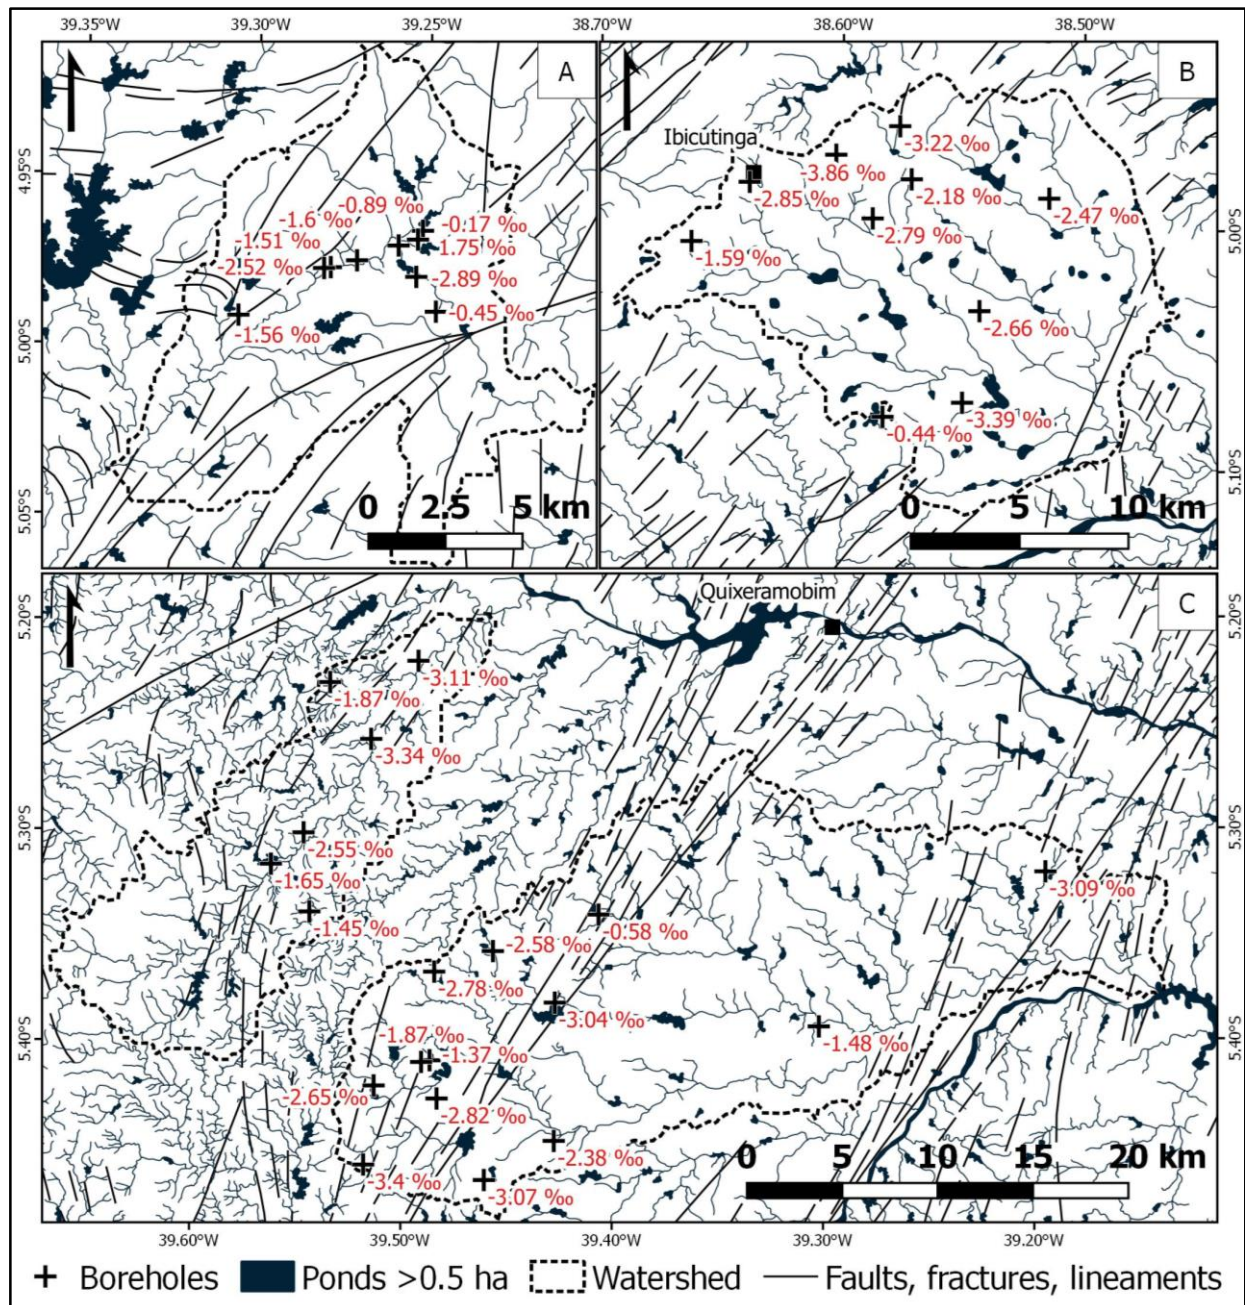 39.35°W 39.30°W 39.25°W 38.70°W 38.60°W 38.50°W
A
4.95°S
5.00°S
5.05°S
-0.89 ‰
-1.6 ‰
-0.17 ‰
-1.51 ‰
1.75 ‰
-2.52 ‰
-2.89 ‰
-0.45 ‰
-1.56 ‰
0 2.5 5 km
B
Ibicutinga
-3.22 ‰
-3.86 ‰
-2.18 ‰
-2.85 ‰
-2.47 ‰
-2.79 ‰
-1.59 ‰
-2.66 ‰
-3.39 ‰
-0.44 ‰
5.00°S
5.10°S
0 5 10 km
C
Quixeramobim
5.20°S
5.30°S
5.40°S
5.20°S
5.30°S
5.40°S
-3.11 ‰
-1.87 ‰
-3.34 ‰
-2.55 ‰
-1.65 ‰
-3.09 ‰
-1.45 ‰
-0.58 ‰
-2.58 ‰
-2.78 ‰
-3.04 ‰
-1.87 ‰
-1.48 ‰
-1.37 ‰
-2.65 ‰
-2.82 ‰
-2.38 ‰
-3.4 ‰
-3.07 ‰
0 5 10 15 20 km
39.60°W 39.50°W 39.40°W 39.30°W 39.20°W
Boreholes Ponds >0.5 ha Watershed Faults, fractures, lineaments